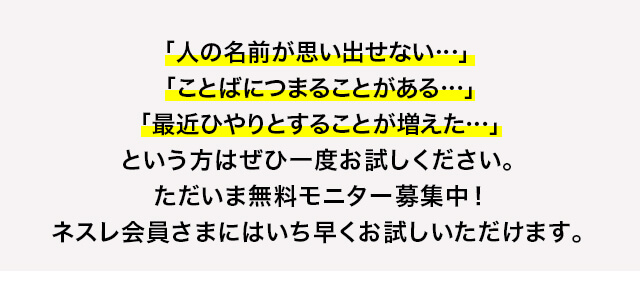 「人の名前が思い出せない…」
「ことばにつまることがある…」
「最近ひやりとすることが増えた…」
という方はぜひ一度お試しください。
ただいま無料モニター募集中！
ネスレ会員さまにはいち早くお試しいただけます。